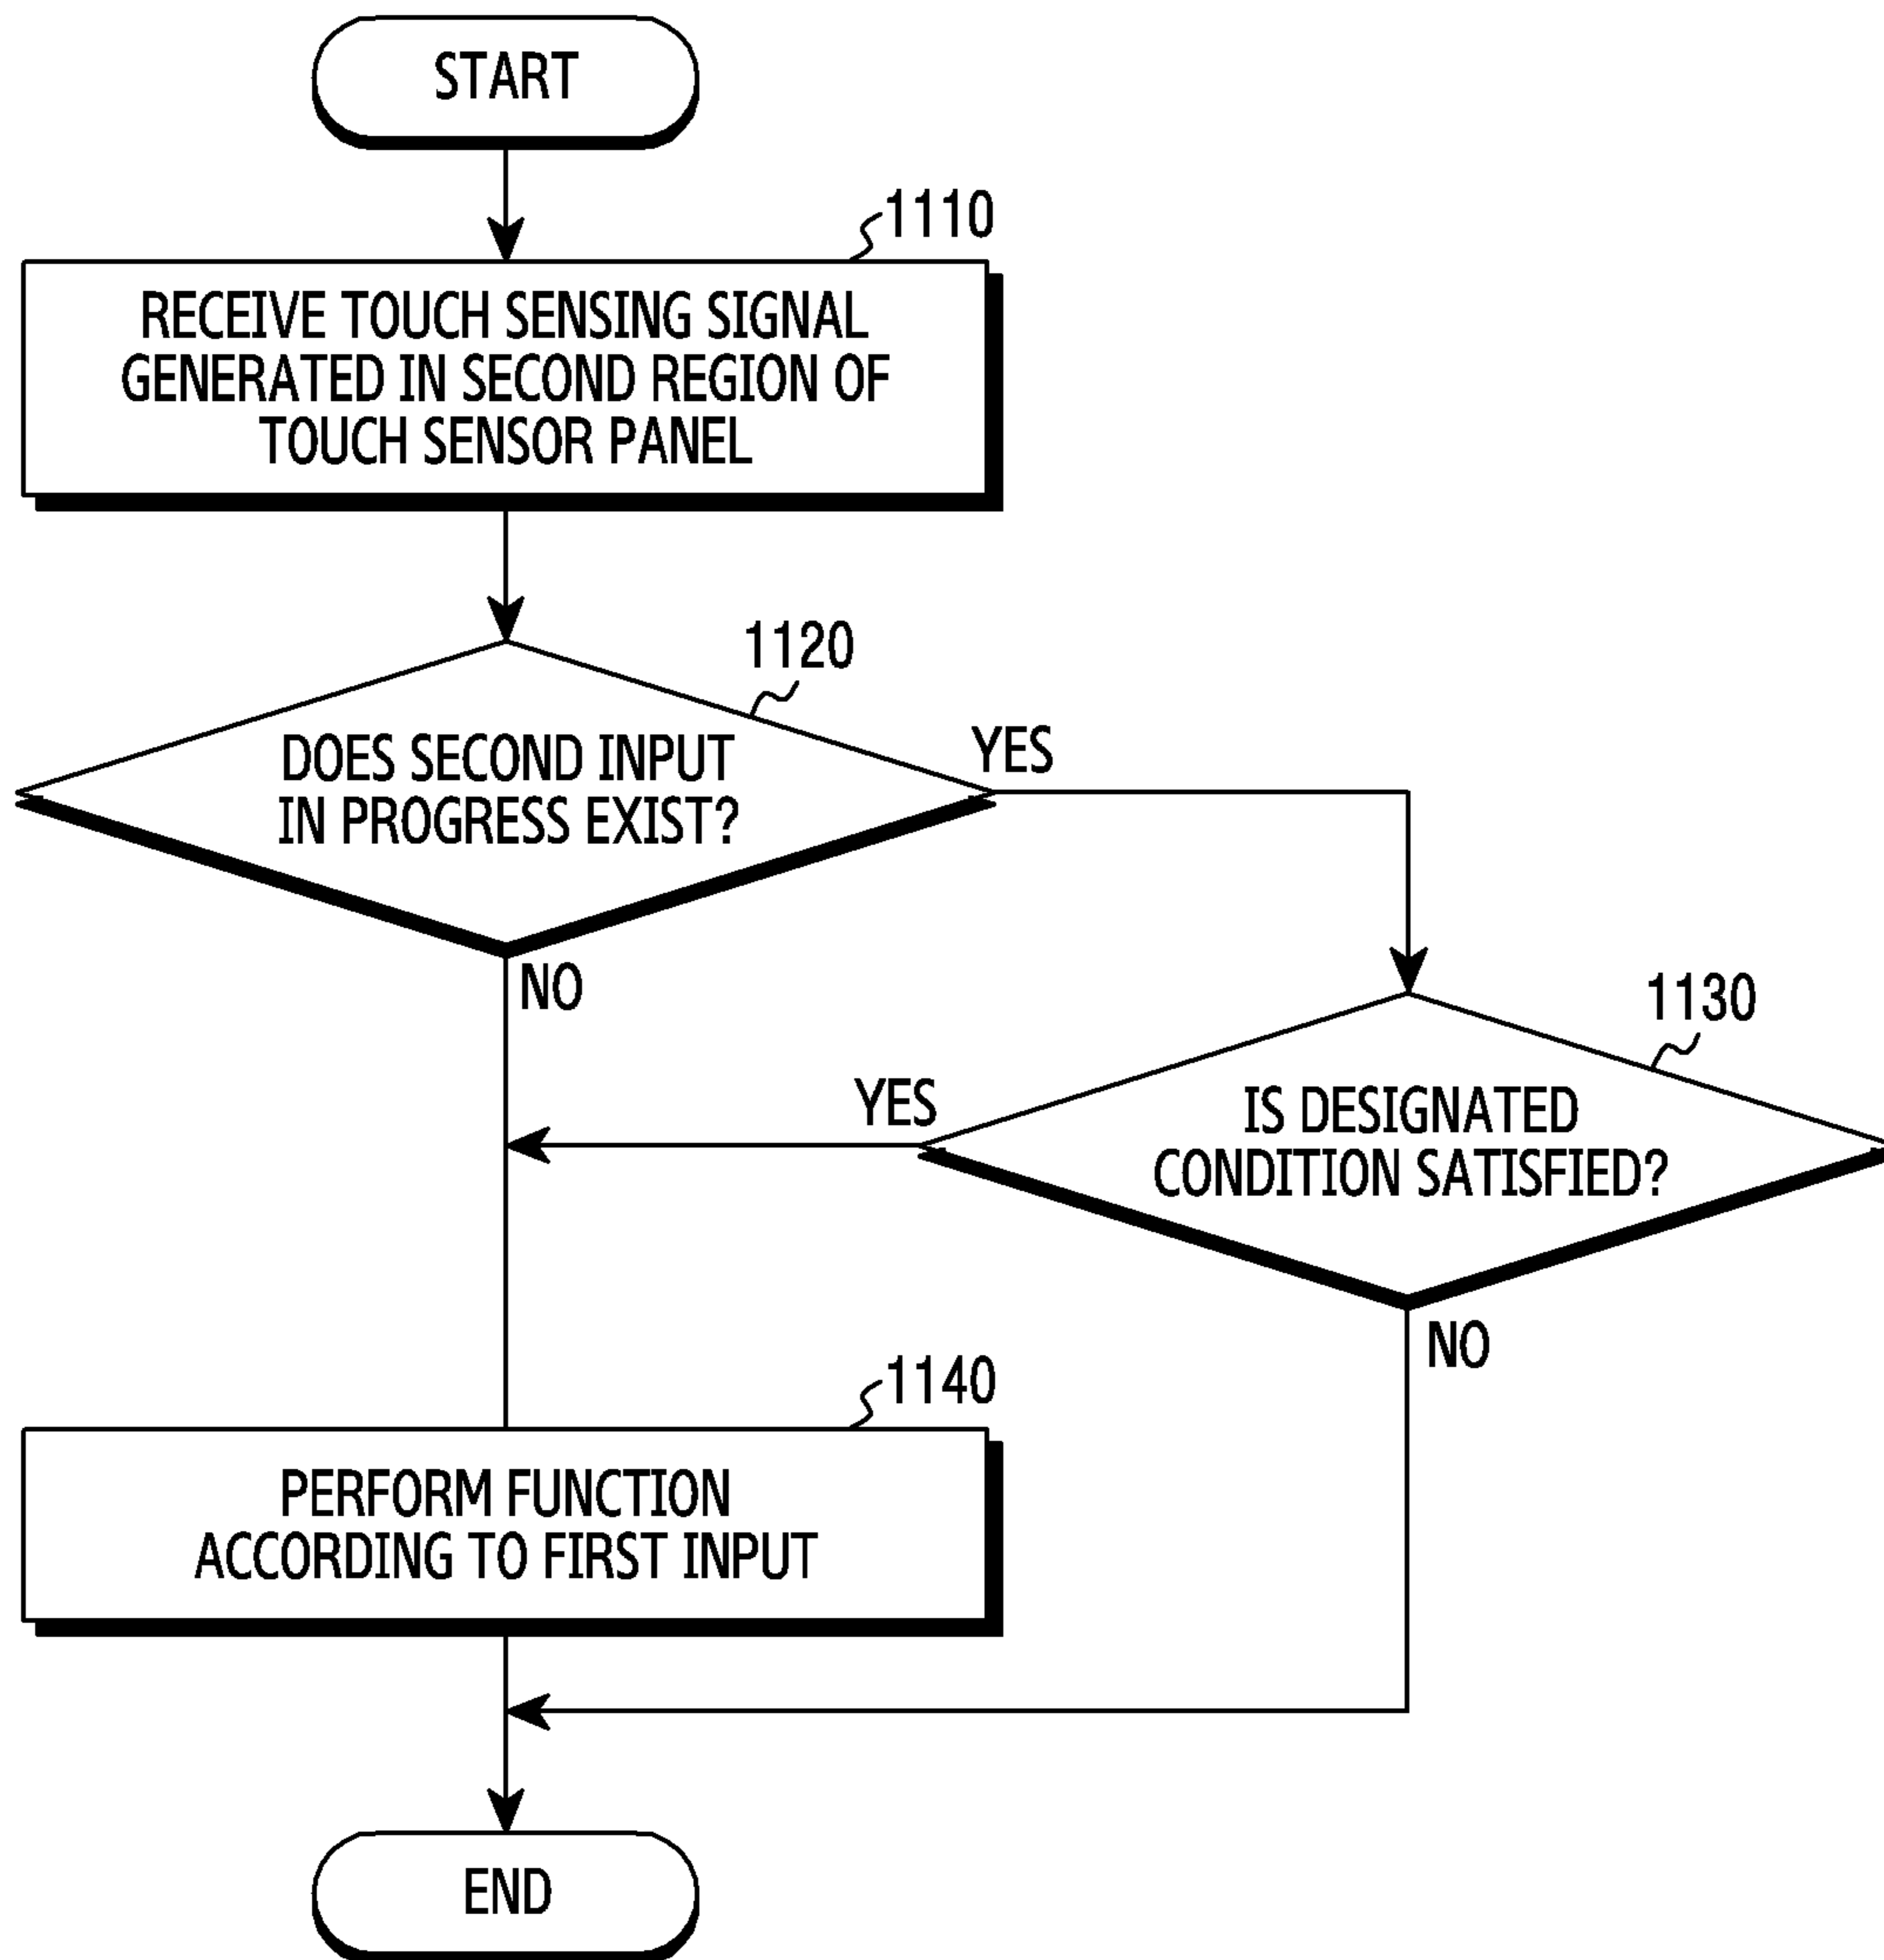 START
1110
RECEIVE TOUCH SENSING SIGNAL
GENERATED IN SECOND REGION OF
TOUCH SENSOR PANEL
1120
DOES SECOND INPUT
IN PROGRESS EXIST?
YES
NO
1130
IS DESIGNATED
CONDITION SATISFIED?
YES
NO
1140
PERFORM FUNCTION
ACCORDING TO FIRST INPUT
END